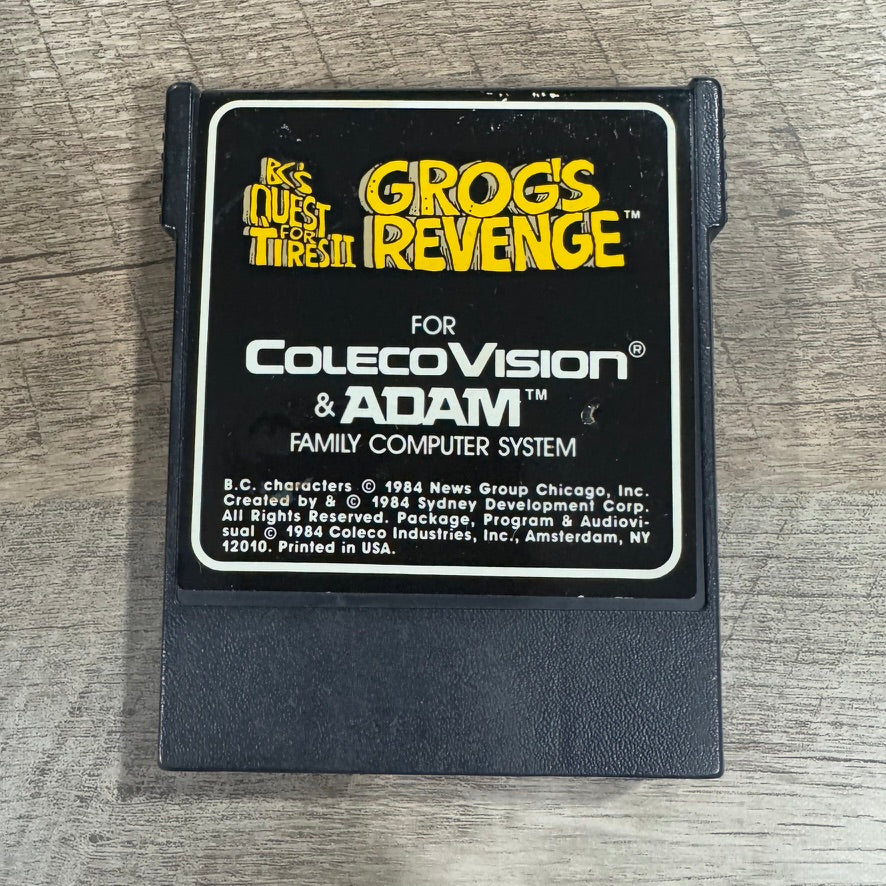 BC'S
QUEST
FOR
TIRES II
GROG'S
REVENGE™
FOR
COLECOVISION®
& ADAM™
FAMILY COMPUTER SYSTEM
B.C. characters © 1984 News Group Chicago, Inc.
Created by & © 1984 Sydney Development Corp.
All Rights Reserved. Package, Program & Audiovi-
sual © 1984 Coleco Industries, Inc., Amsterdam, NY
12010. Printed in USA.